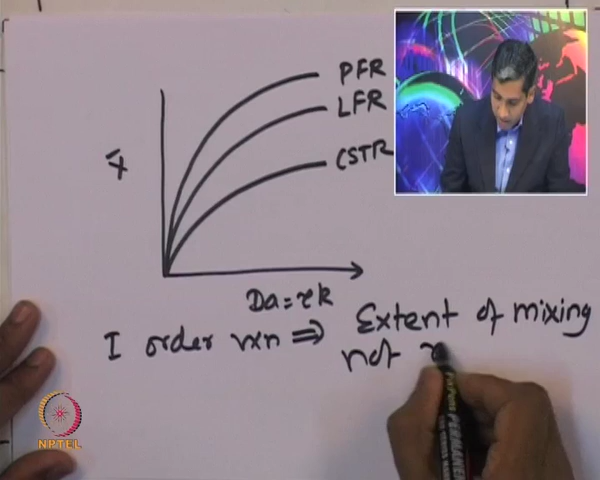 PFR
LFR
CSTR
x̄
Da = τk
I order rxn ⇒ Extent of mixing
not
NPTEL